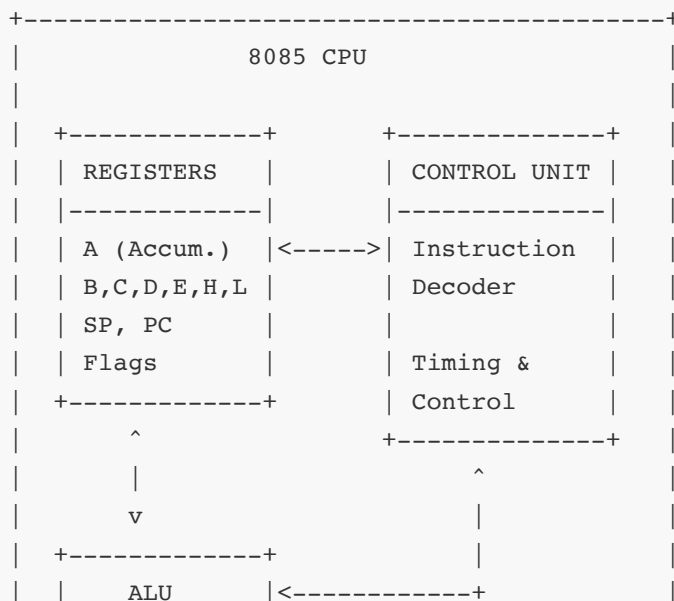 +-------------------------------------------+
|               8085 CPU                    |
|                                           |
|  +-------------+       +--------------+   |
|  | REGISTERS   |       | CONTROL UNIT |   |
|  |-------------|       |--------------|   |
|  | A (Accum.)  |<----->| Instruction  |   |
|  | B,C,D,E,H,L |       | Decoder      |   |
|  | SP, PC      |       |              |   |
|  | Flags       |       | Timing &     |   |
|  +-------------+       | Control      |   |
|       ^                +--------------+   |
|       |                      ^            |
|       v                      |            |
|  +-------------+             |            |
|  |    ALU      |<------------+            |